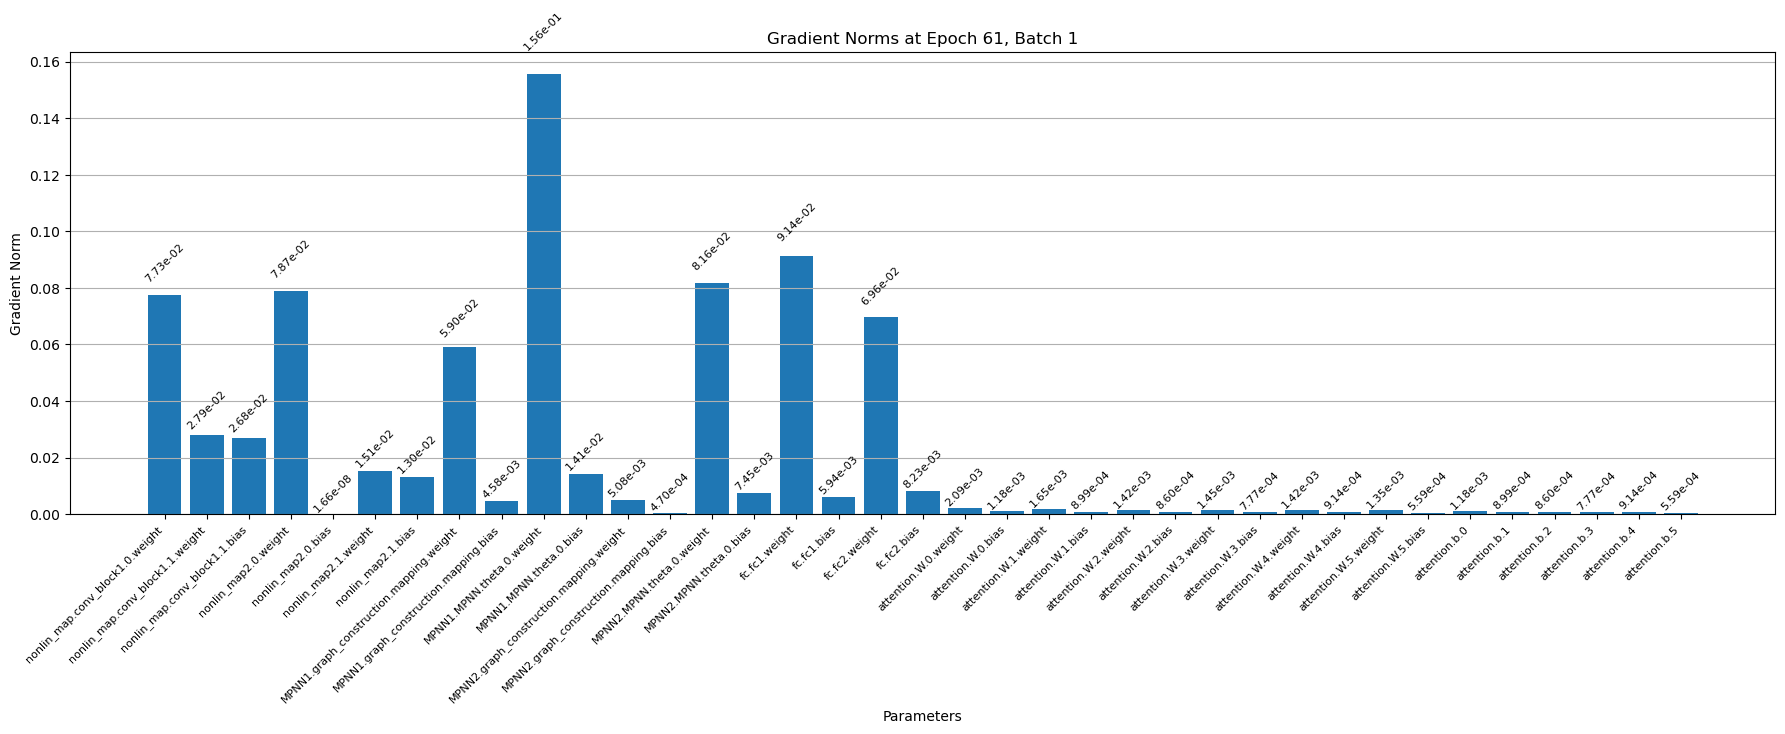 Gradient Norms at Epoch 61, Batch 1
Gradient Norm
0.16
0.14
0.12
0.10
0.08
0.06
0.04
0.02
0.00
7.73e-02
2.79e-02
2.68e-02
7.87e-02
1.66e-08
1.51e-02
1.30e-02
5.90e-02
4.58e-03
1.56e-01
1.41e-02
5.08e-03
4.70e-04
8.16e-02
7.45e-03
9.14e-02
5.94e-03
6.96e-02
8.23e-03
2.09e-03
1.18e-03
1.65e-03
8.99e-04
1.42e-03
8.60e-04
1.45e-03
7.77e-04
1.42e-03
9.14e-04
1.35e-03
5.59e-04
1.18e-03
8.99e-04
8.60e-04
7.77e-04
9.14e-04
5.59e-04
nonlin_map.conv_block1.0.weight
nonlin_map.conv_block1.1.weight
nonlin_map.conv_block1.1.bias
nonlin_map2.0.weight
nonlin_map2.0.bias
nonlin_map2.1.weight
nonlin_map2.1.bias
MPNN1.graph_construction.mapping.weight
MPNN1.graph_construction.mapping.bias
MPNN1.MPNN.theta.0.weight
MPNN1.MPNN.theta.0.bias
MPNN2.graph_construction.mapping.weight
MPNN2.graph_construction.mapping.bias
MPNN2.MPNN.theta.0.weight
MPNN2.MPNN.theta.0.bias
fc.fc1.weight
fc.fc1.bias
fc.fc2.weight
fc.fc2.bias
attention.W.0.weight
attention.W.0.bias
attention.W.1.weight
attention.W.1.bias
attention.W.2.weight
attention.W.2.bias
attention.W.3.weight
attention.W.3.bias
attention.W.4.weight
attention.W.4.bias
attention.W.5.weight
attention.W.5.bias
attention.b.0
attention.b.1
attention.b.2
attention.b.3
attention.b.4
attention.b.5
Parameters